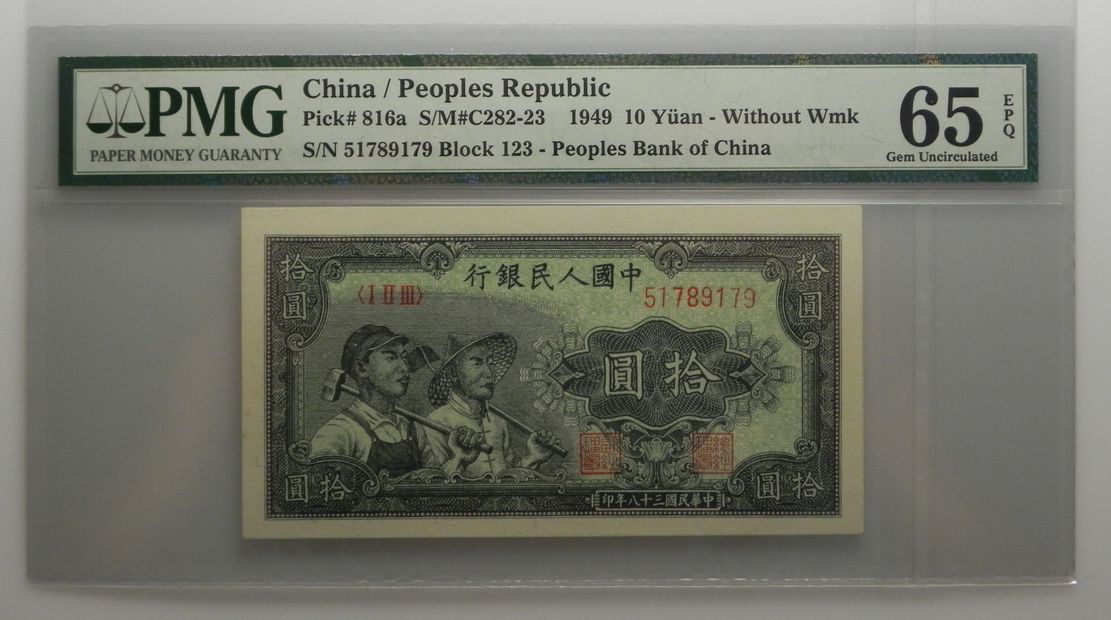 PMG
PAPER MONEY GUARANTY
China / Peoples Republic
Pick# 816a S/M#C282-23 1949 10 Yüan - Without Wmk
S/N 51789179 Block 123 - Peoples Bank of China
65
EPQ
Gem Uncirculated
行銀民人國中
〈I II III〉
51789179
拾圓
拾圓
圓拾
圓拾
圓拾
印年八十三國民華中